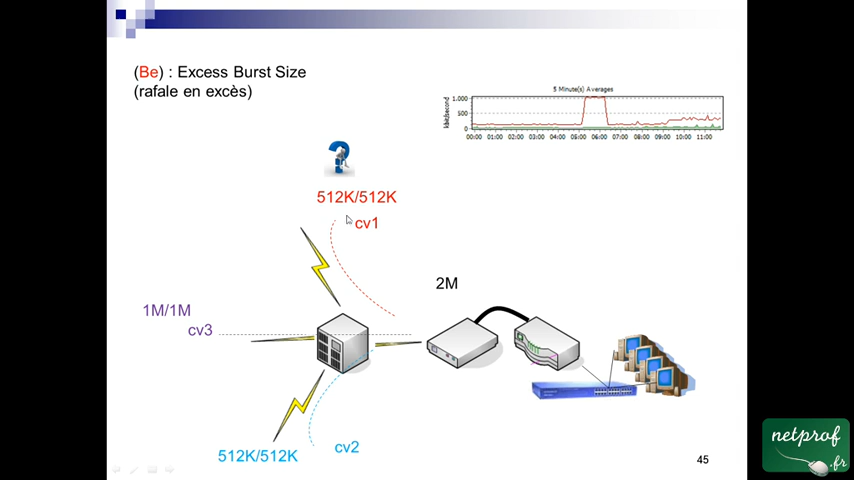 (Be) : Excess Burst Size
(rafale en excès)
5 Minute(s) Averages
kbit/second
1.000
500
0
00:00 01:00 02:00 03:00 04:00 05:00 06:00 07:00 08:00 09:00 10:00 11:00
?
512K/512K
cv1
2M
1M/1M
cv3
512K/512K
cv2
45
netprof
.fr